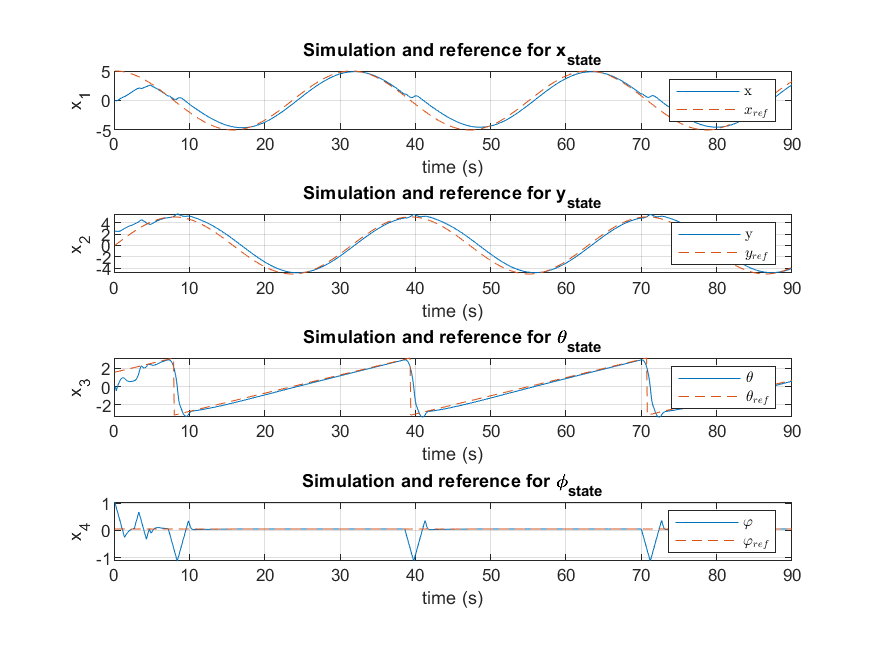 Simulation and reference for x_state
x_1
5
0
-5
x
x_ref
0 10 20 30 40 50 60 70 80 90
time (s)
Simulation and reference for y_state
x_2
4
2
0
-2
-4
y
y_ref
0 10 20 30 40 50 60 70 80 90
time (s)
Simulation and reference for θ_state
x_3
2
0
-2
θ
θ_ref
0 10 20 30 40 50 60 70 80 90
time (s)
Simulation and reference for ϕ_state
x_4
1
0
-1
φ
φ_ref
0 10 20 30 40 50 60 70 80 90
time (s)